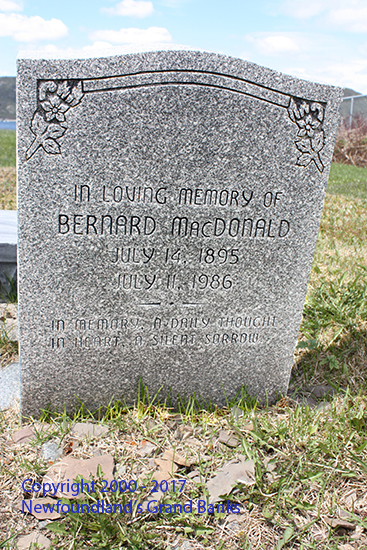 IN LOVING MEMORY OF
BERNARD MACDONALD
JULY 14, 1895
JULY 11, 1986
IN MEMORY, A DAILY THOUGHT
IN HEART, A SILENT SORROW
Copyright 2000 - 2017
Newfoundland's Grand Banks